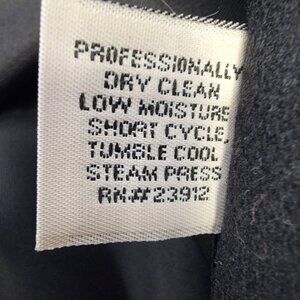 PROFESSIONALLY
DRY CLEAN
LOW MOISTURE
SHORT CYCLE,
TUMBLE COOL
STEAM PRESS
RN#23912